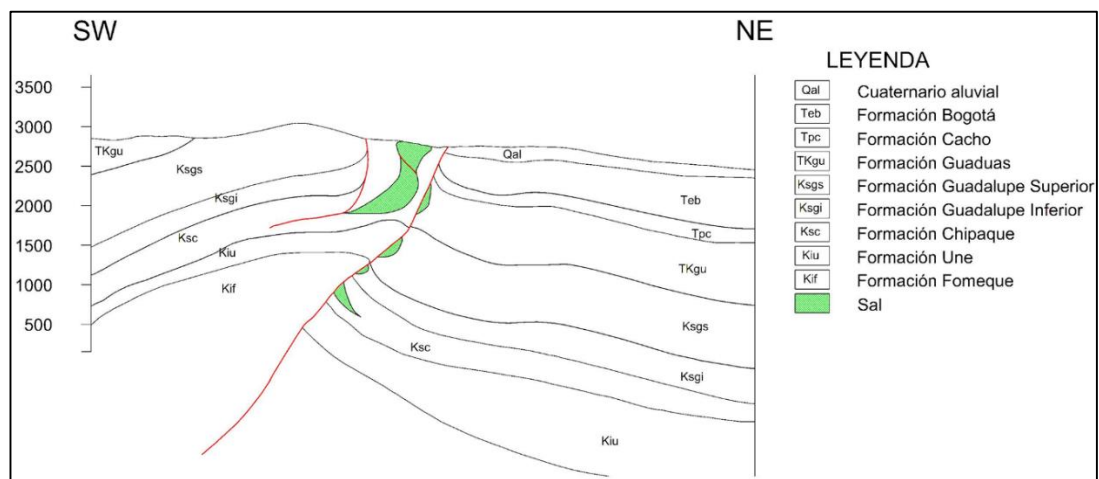 SW
NE
3500
3000
2500
2000
1500
1000
500
TKgu
Ksgs
Ksgi
Ksc
Kiu
Kif
Qal
Teb
Tpc
TKgu
Ksgs
Ksgi
Ksc
Kiu
LEYENDA
Qal Cuaternario aluvial
Teb Formación Bogotá
Tpc Formación Cacho
TKgu Formación Guaduas
Ksgs Formación Guadalupe Superior
Ksgi Formación Guadalupe Inferior
Ksc Formación Chipaque
Kiu Formación Une
Kif Formación Fomeque
Sal